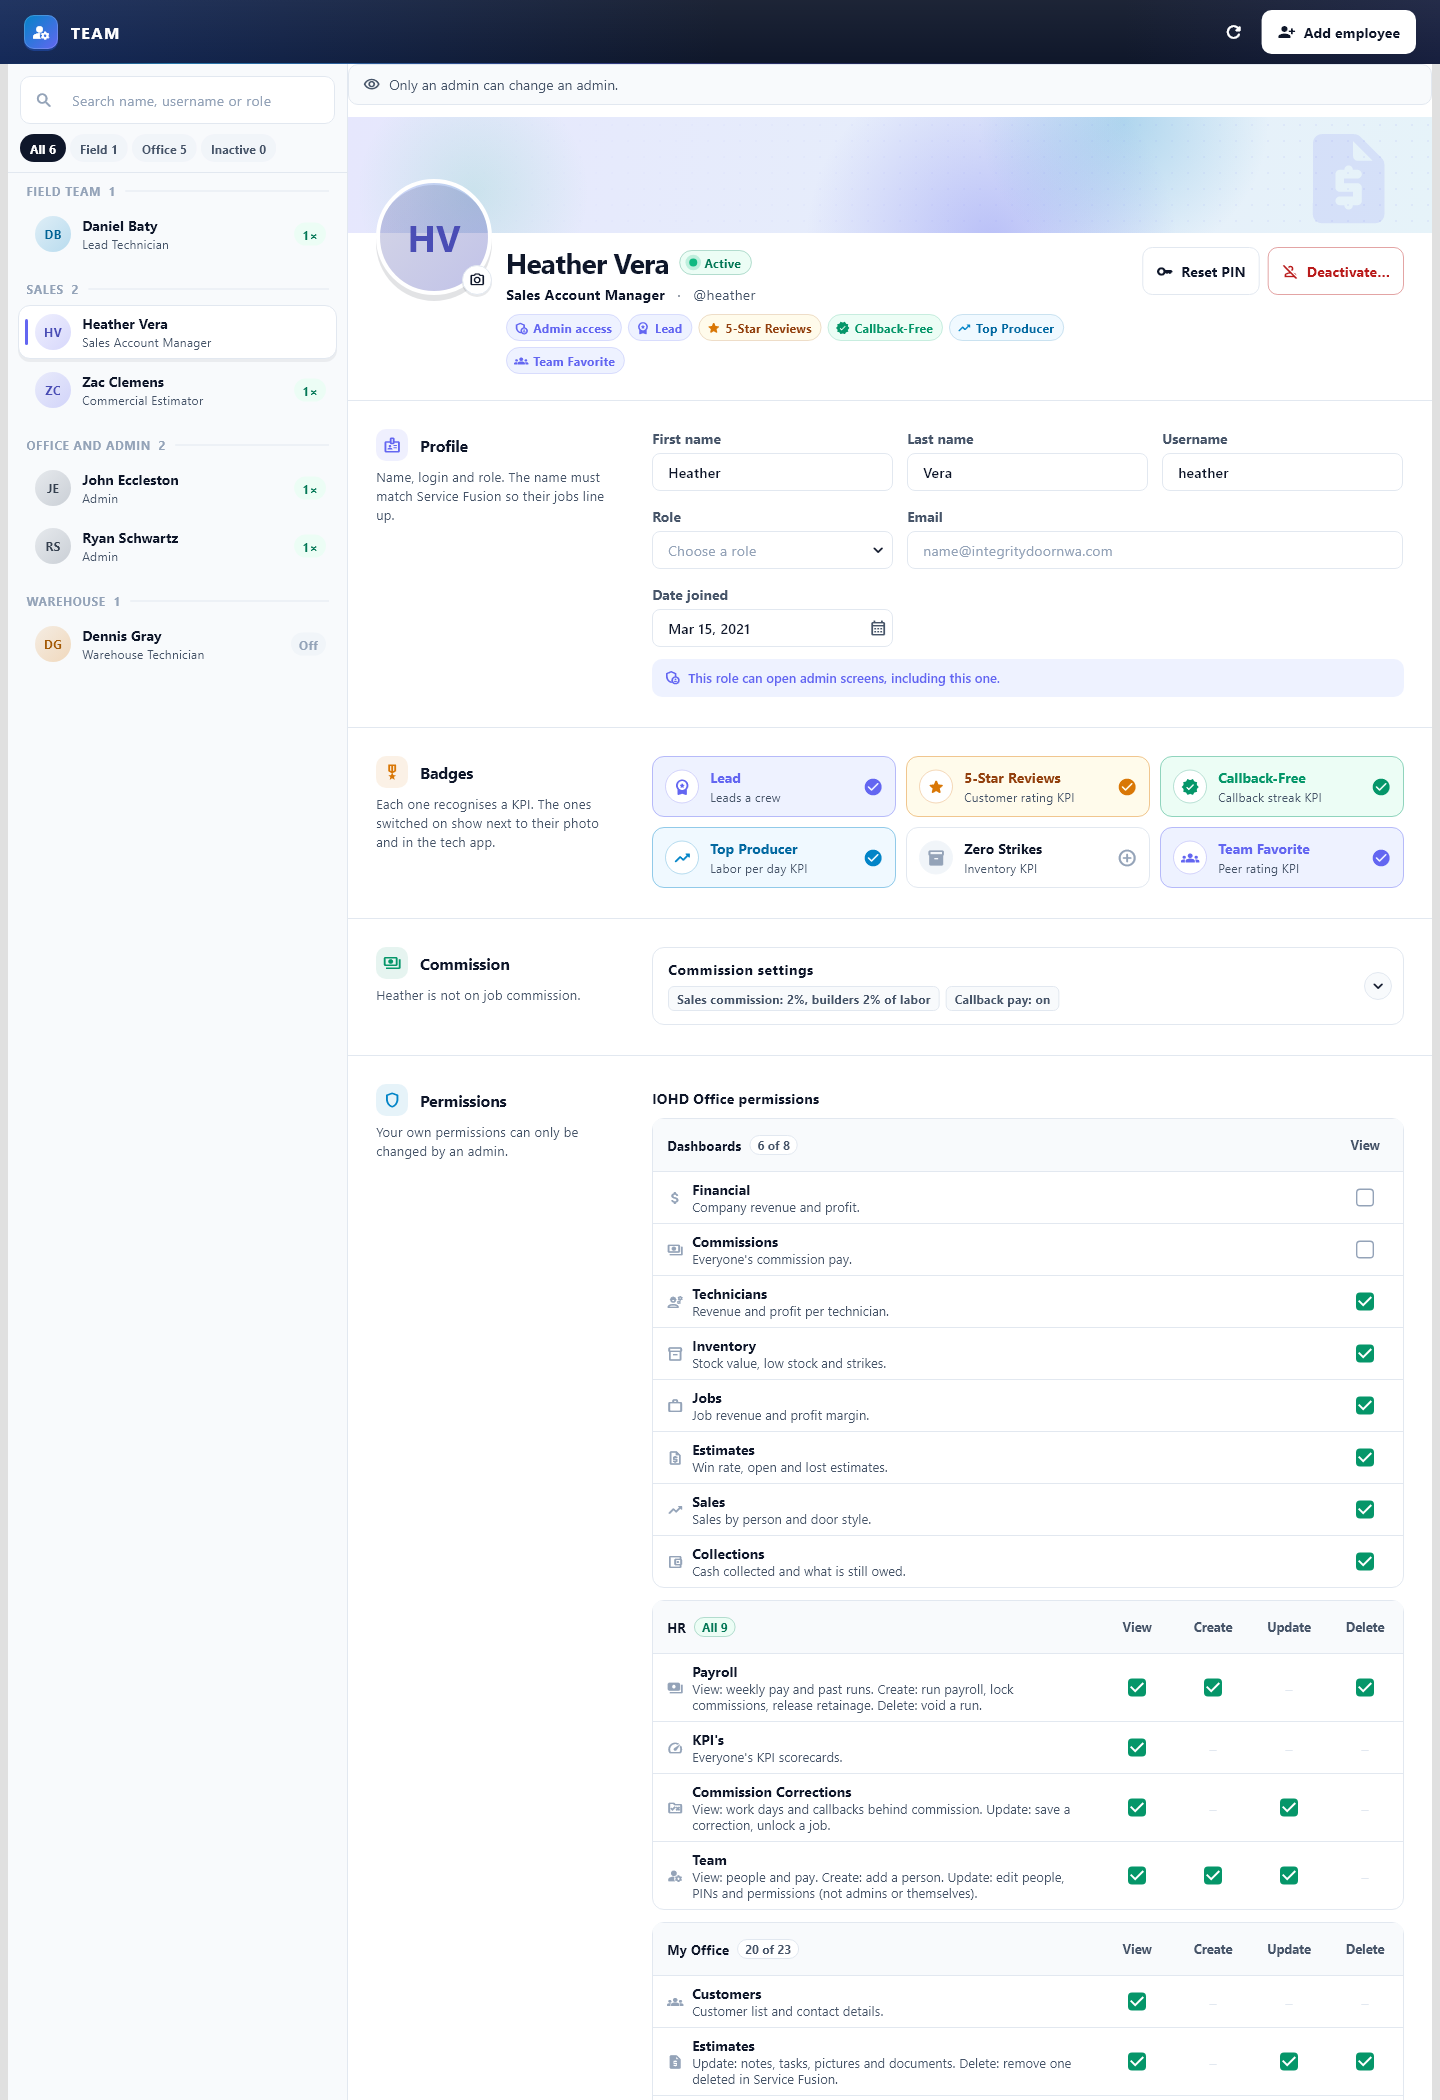 TEAM
Add employee
Search name, username or role
All 6
Field 1
Office 5
Inactive 0
FIELD TEAM 1
DB
Daniel Baty
Lead Technician
1×
SALES 2
HV
Heather Vera
Sales Account Manager
ZC
Zac Clemens
Commercial Estimator
1×
OFFICE AND ADMIN 2
JE
John Eccleston
Admin
1×
RS
Ryan Schwartz
Admin
1×
WAREHOUSE 1
DG
Dennis Gray
Warehouse Technician
Off
Only an admin can change an admin.
HV
Heather Vera
Active
Sales Account Manager · @heather
Reset PIN
Deactivate...
Admin access
Lead
5-Star Reviews
Callback-Free
Top Producer
Team Favorite
Profile
Name, login and role. The name must
match Service Fusion so their jobs line
up.
First name
Heather
Last name
Vera
Username
heather
Role
Choose a role
Email
name@integritydoornwa.com
Date joined
Mar 15, 2021
This role can open admin screens, including this one.
Badges
Each one recognises a KPI. The ones
switched on show next to their photo
and in the tech app.
Lead
Leads a crew
5-Star Reviews
Customer rating KPI
Callback-Free
Callback streak KPI
Top Producer
Labor per day KPI
Zero Strikes
Inventory KPI
Team Favorite
Peer rating KPI
Commission
Heather is not on job commission.
Commission settings
Sales commission: 2%, builders 2% of labor
Callback pay: on
Permissions
Your own permissions can only be
changed by an admin.
IOHD Office permissions
Dashboards 6 of 8
View
Financial
Company revenue and profit.
Commissions
Everyone's commission pay.
Technicians
Revenue and profit per technician.
Inventory
Stock value, low stock and strikes.
Jobs
Job revenue and profit margin.
Estimates
Win rate, open and lost estimates.
Sales
Sales by person and door style.
Collections
Cash collected and what is still owed.
HR All 9
View Create Update Delete
Payroll
View: weekly pay and past runs. Create: run payroll, lock
commissions, release retainage. Delete: void a run.
KPI's
Everyone's KPI scorecards.
Commission Corrections
View: work days and callbacks behind commission. Update: save a
correction, unlock a job.
Team
View: people and pay. Create: add a person. Update: edit people,
PINs and permissions (not admins or themselves).
My Office 20 of 23
View Create Update Delete
Customers
Customer list and contact details.
Estimates
Update: notes, tasks, pictures and documents. Delete: remove one
deleted in Service Fusion.